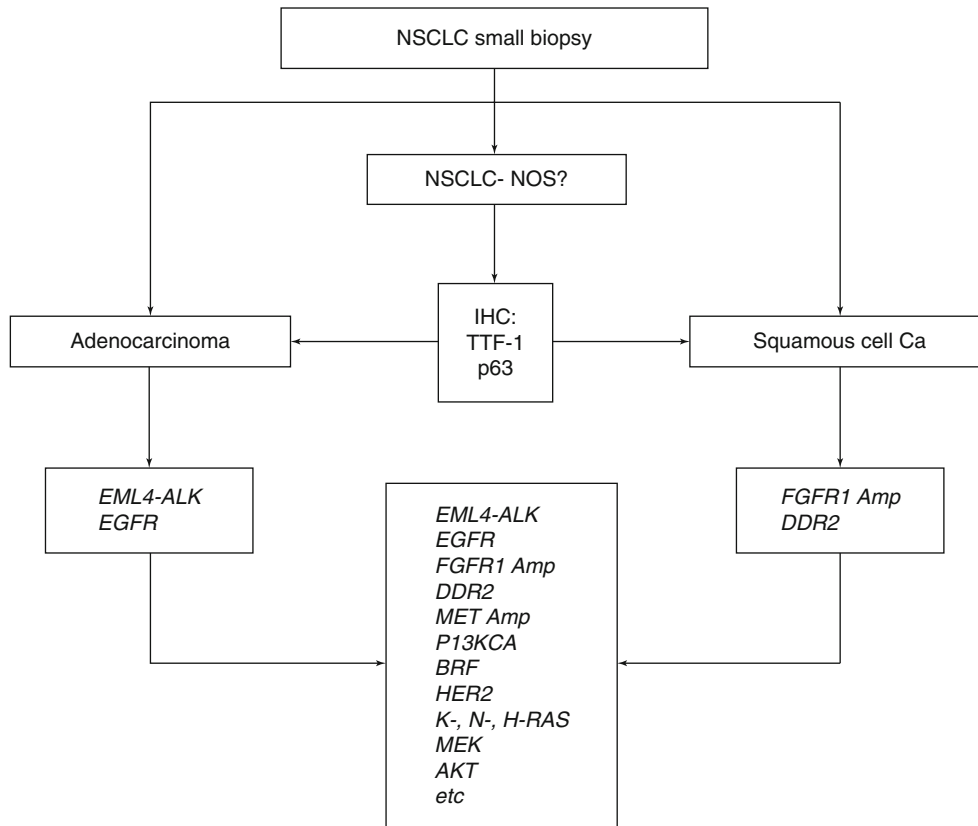 NSCLC small biopsy
NSCLC- NOS?
IHC:
TTF-1
p63
Adenocarcinoma
Squamous cell Ca
EML4-ALK
EGFR
FGFR1 Amp
DDR2
EML4-ALK
EGFR
FGFR1 Amp
DDR2
MET Amp
P13KCA
BRF
HER2
K-, N-, H-RAS
MEK
AKT
etc